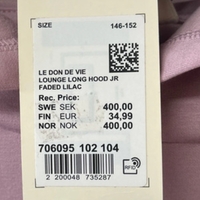 SIZE 146-152
LE DON DE VIE
LOUNGE LONG HOOD JR
FADED LILAC
Rec. Price:
SWE SEK 400,00
FIN EUR 34,99
NOR NOK 400,00
706095 102 104
RFID
2 200048 735287